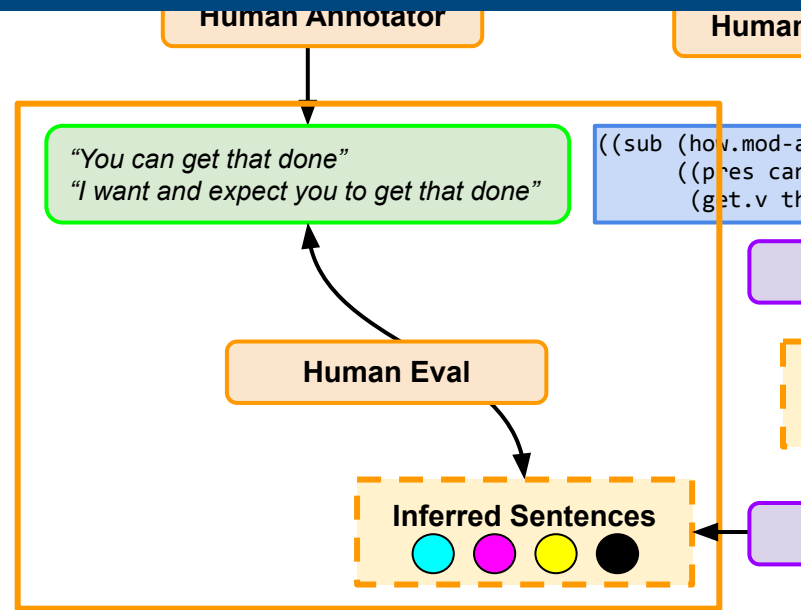 Human Annotator
Human
“You can get that done”
“I want and expect you to get that done”
((sub (how.mod-a
((pres can
(get.v th
Human Eval
Inferred Sentences